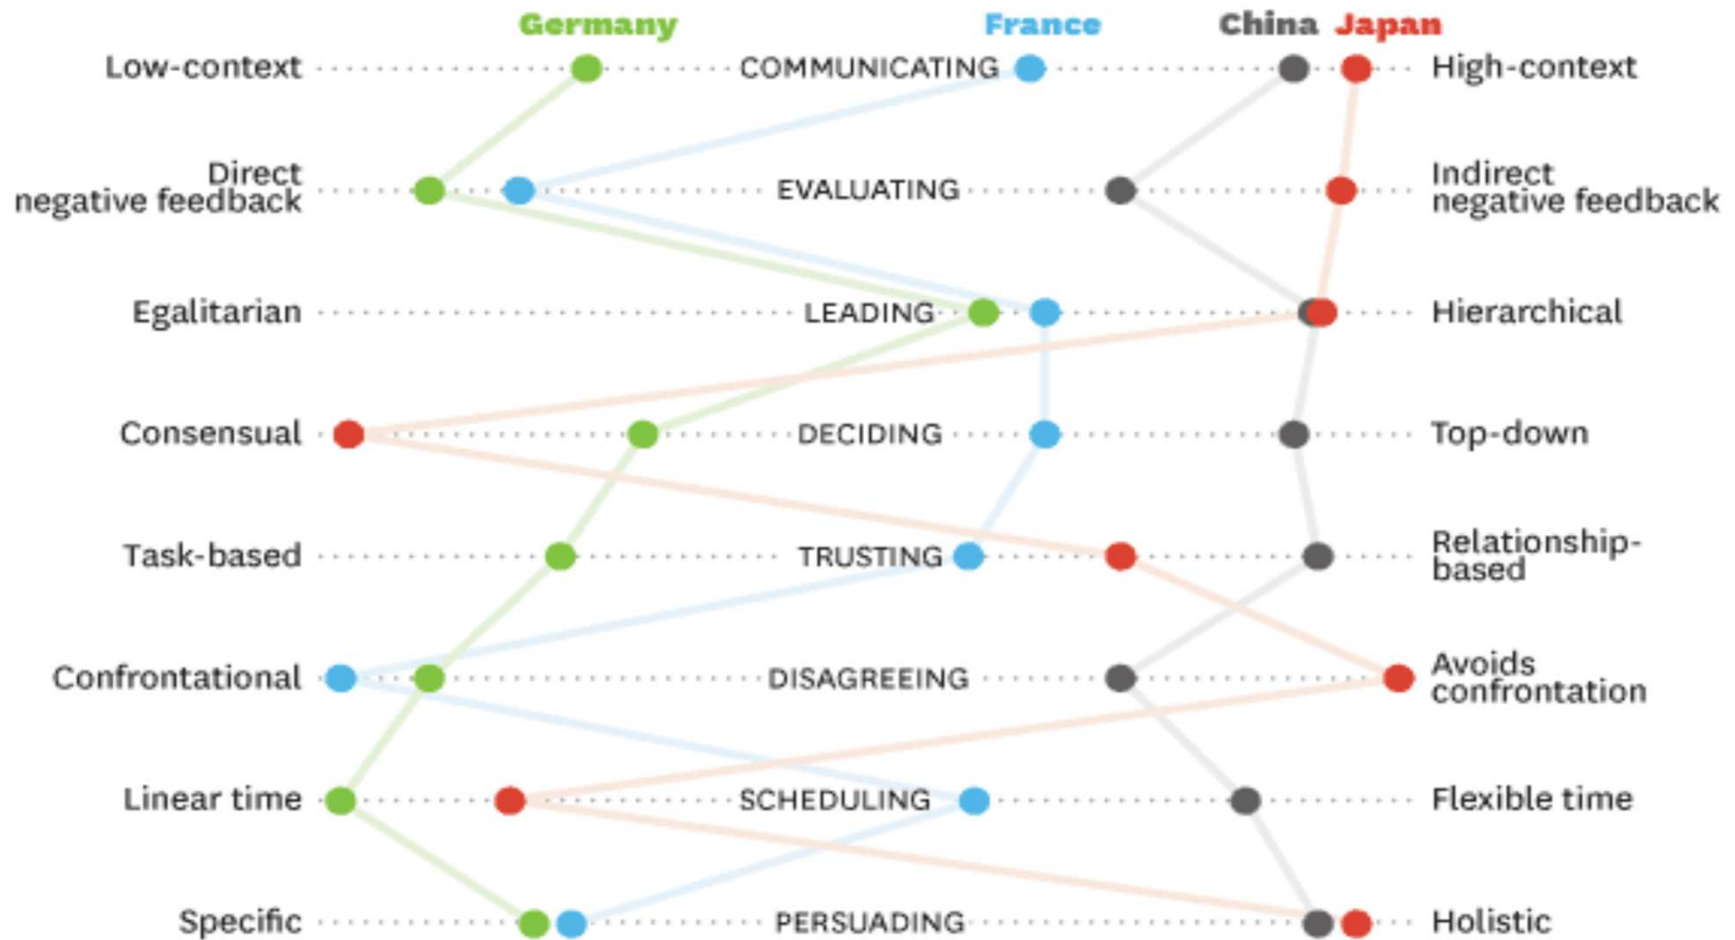 Germany France China Japan
Low-context COMMUNICATING High-context
Direct
negative feedback
EVALUATING
Indirect
negative feedback
Egalitarian LEADING Hierarchical
Consensual DECIDING Top-down
Task-based TRUSTING
Relationship-
based
Confrontational DISAGREEING
Avoids
confrontation
Linear time SCHEDULING Flexible time
Specific PERSUADING Holistic